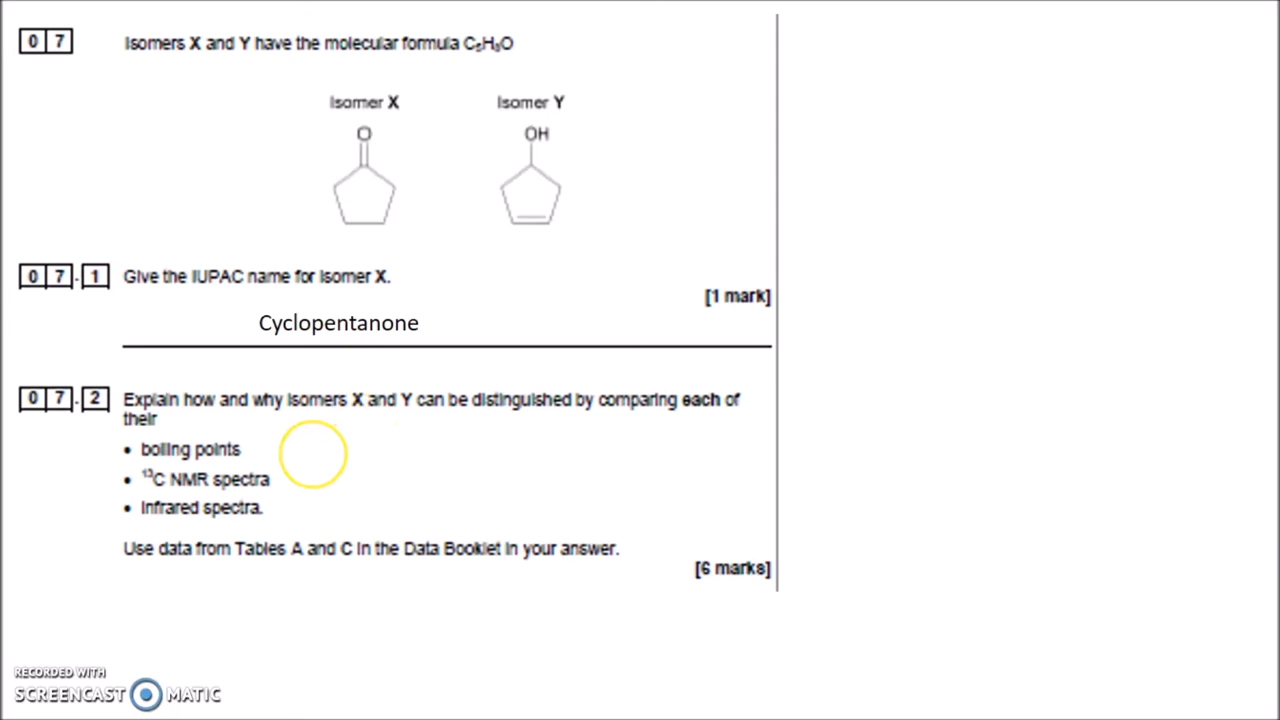 0 7 Isomers X and Y have the molecular formula C₅H₈O
Isomer X Isomer Y
O OH
0 7 . 1 Give the IUPAC name for isomer X.
[1 mark]
Cyclopentanone
0 7 . 2 Explain how and why isomers X and Y can be distinguished by comparing each of
their
• boiling points
• ¹³C NMR spectra
• infrared spectra.
Use data from Tables A and C in the Data Booklet in your answer.
[6 marks]
RECORDED WITH
SCREENCAST MATIC